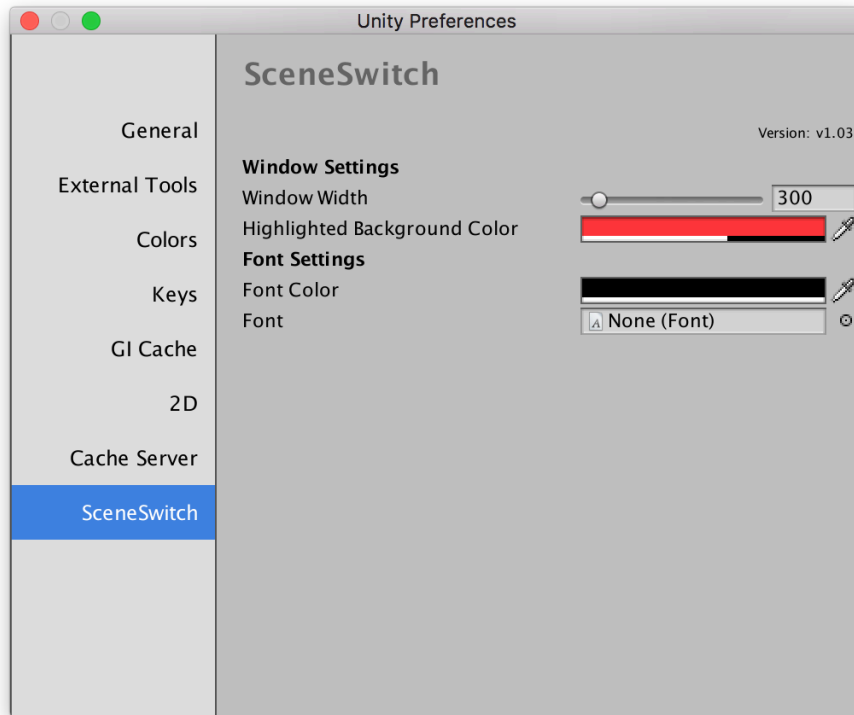 Unity Preferences
General
External Tools
Colors
Keys
GI Cache
2D
Cache Server
SceneSwitch
SceneSwitch
Version: v1.03
Window Settings
Window Width 300
Highlighted Background Color
Font Settings
Font Color
Font None (Font)